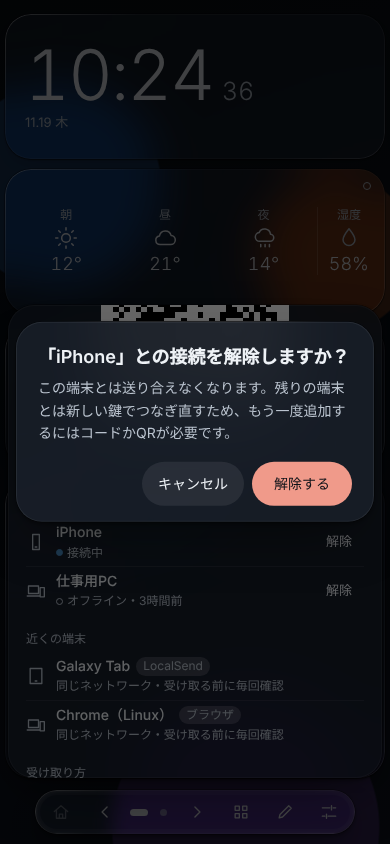 10:24 36
11.19 木
朝 昼 夜 湿度
12° 21° 14° 58%
「iPhone」との接続を解除しますか？
この端末とは送り合えなくなります。残りの端末
とは新しい鍵でつなぎ直すため、もう一度追加す
るにはコードかQRが必要です。
キャンセル 解除する
iPhone
接続中
解除
仕事用PC
オフライン・3時間前
解除
近くの端末
Galaxy Tab LocalSend
同じネットワーク・受け取る前に毎回確認
Chrome（Linux） ブラウザ
同じネットワーク・受け取る前に毎回確認
受け取り方